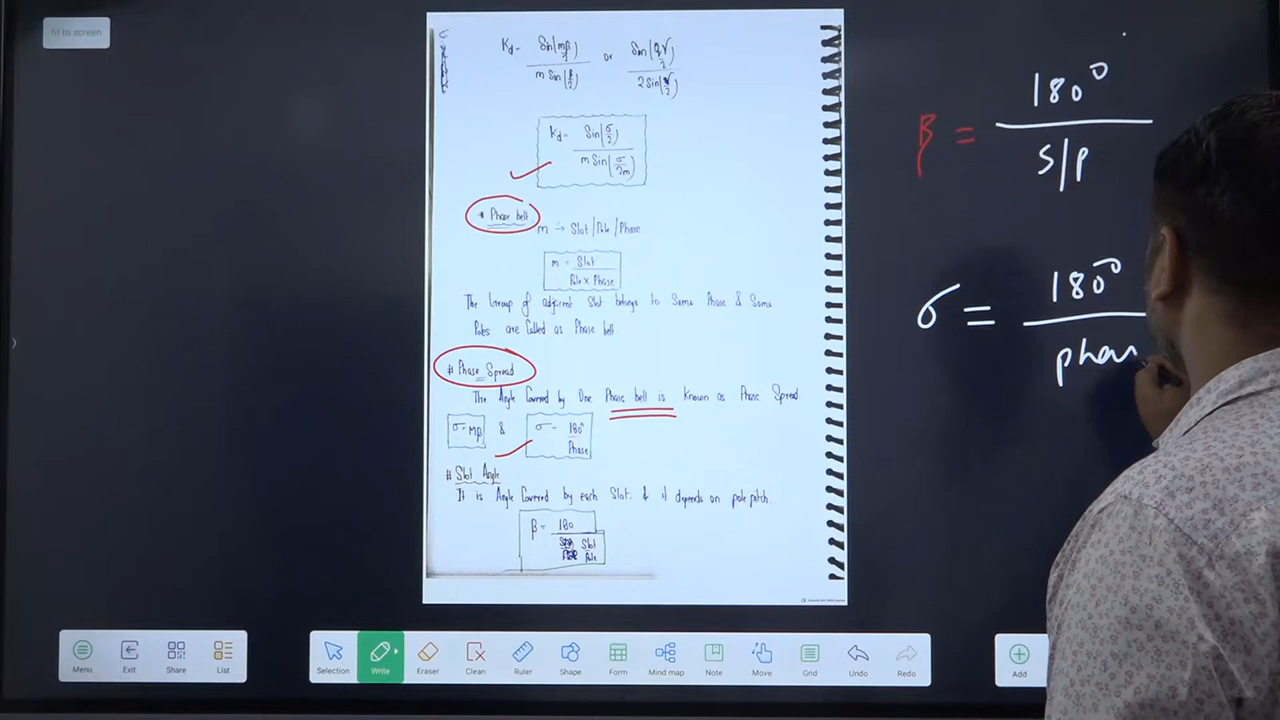 fit to screen
Kd = Sin(mβ/2) / m Sin(β/2) or Sin(qγ/2) / 2 Sin(γ/2)
Kd = Sin(σ/2) / m Sin(σ/2m)
* Phase belt
m → Slot/Pole/Phase
m = Slot / Pole × Phase
The Group of adjacent Slot belongs to Same Phase & Same
Poles are Called as Phase belt.
# Phase Spread
The Angle Covered by One Phase belt is Known as Phase Spread
σ = mβ & σ = 180° / Phase
# Slot Angle
It is Angle Covered by each Slot. & it depends on pole pitch.
β = 180 / Slot / Pole
β = 180° / S/P
σ = 180° / phas
Menu
Exit
Share
List
Selection
Write
Eraser
Clean
Ruler
Shape
Form
Mind map
Note
Move
Grid
Undo
Redo
Add